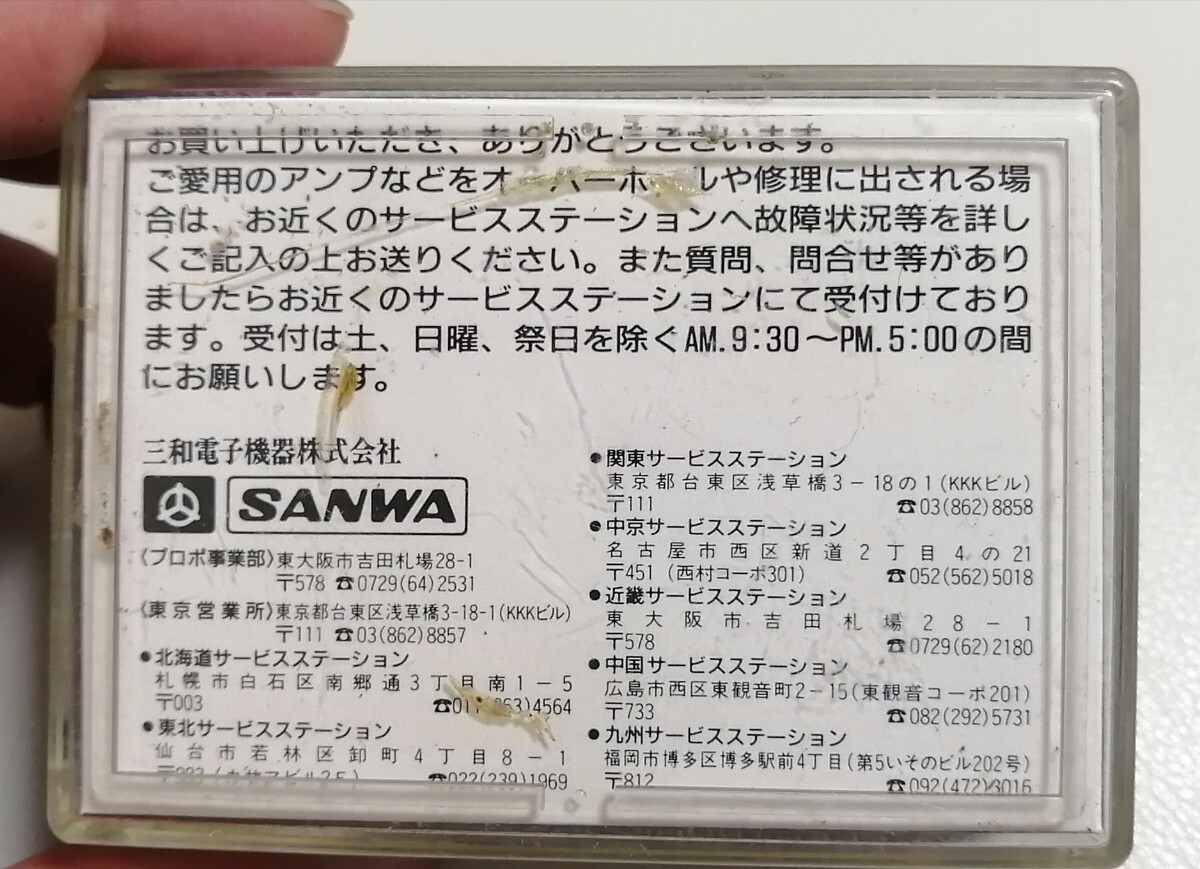 お買い上げいただき、ありがとうございます。
ご愛用のアンプなどをオーバーホールや修理に出される場
合は、お近くのサービスステーションへ故障状況等を詳し
くご記入の上お送りください。また質問、問合せ等があり
ましたらお近くのサービスステーションにて受付けており
ます。受付は土、日曜、祭日を除くAM.9:30～PM.5:00の間
にお願いします。
三和電子機器株式会社
SANWA
〈プロポ事業部〉東大阪市吉田札場28-1
〒578 ☎0729(64)2531
〈東京営業所〉東京都台東区浅草橋3-18-1(KKKビル)
〒111 ☎03(862)8857
●北海道サービスステーション
札幌市白石区南郷通3丁目南1-5
〒003 ☎01 63)4564
●東北サービスステーション
仙台市若林区卸町4丁目8-1
☎022(239)1969
●関東サービスステーション
東京都台東区浅草橋3-18の1(KKKビル)
〒111 ☎03(862)8858
●中京サービスステーション
名古屋市西区新道2丁目4の21
〒451 (西村コーポ301) ☎052(562)5018
●近畿サービスステーション
東大阪市吉田札場28-1
〒578 ☎0729(62)2180
●中国サービスステーション
広島市西区東観音町2-15(東観音コーポ201)
〒733 ☎082(292)5731
●九州サービスステーション
福岡市博多区博多駅前4丁目(第5いそのビル202号)
〒812 ☎092(472)3016